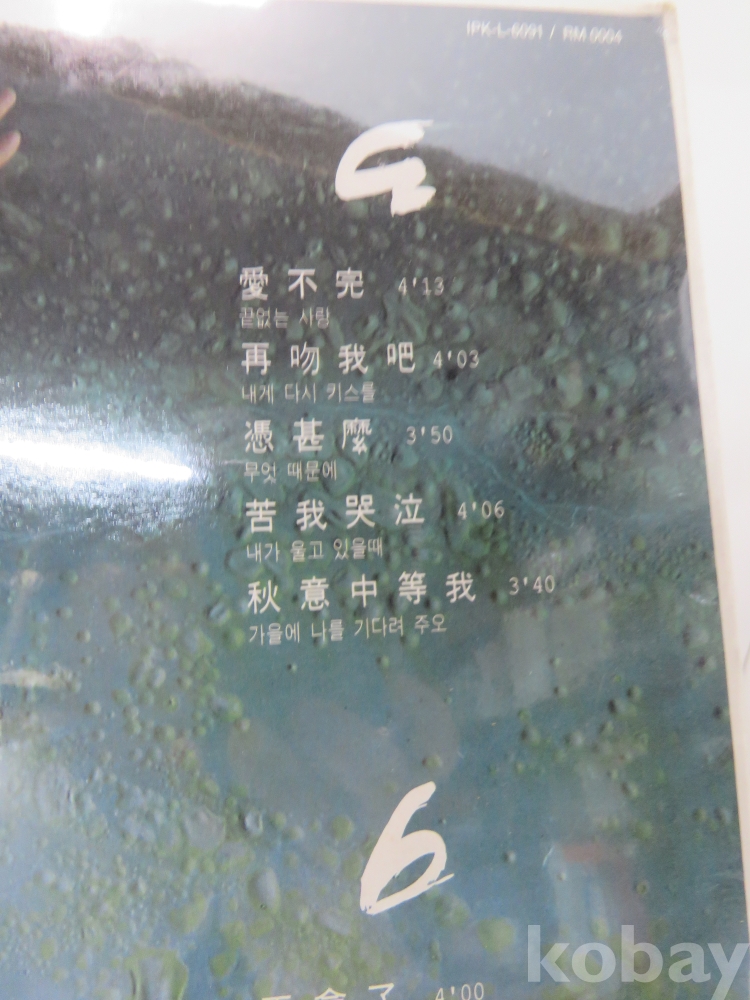 IPK-L-6091 / RM 0004
a
愛不完 4'13
끝없는 사랑
再吻我吧 4'03
내게 다시 키스를
憑甚麼 3'50
무엇 때문에
苦我哭泣 4'06
내가 울고 있을때
秋意中等我 3'40
가을에 나를 기다려 주오
b
4'00
kobay